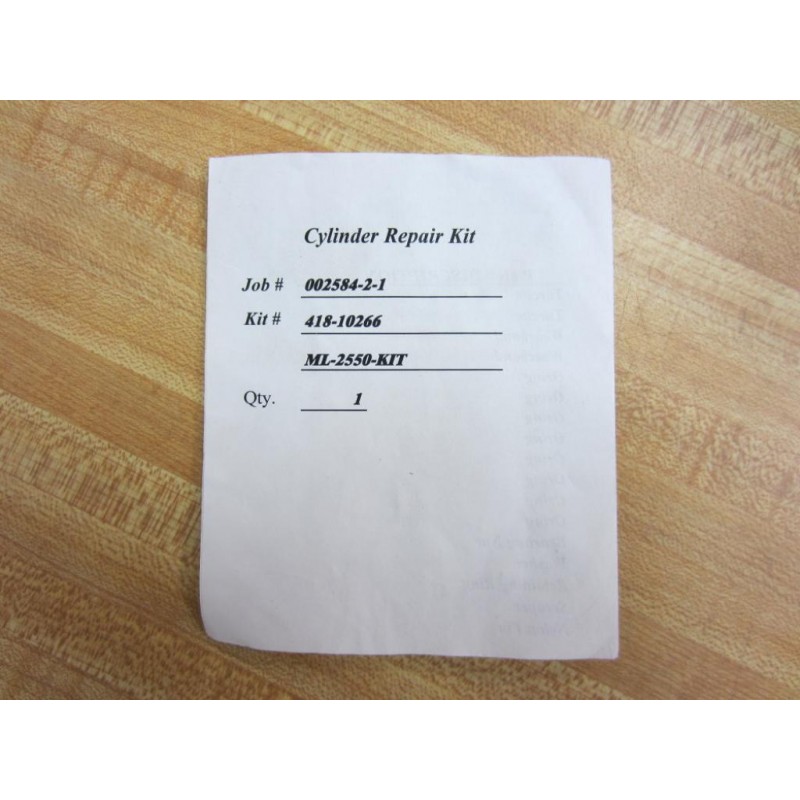 Cylinder Repair Kit
Job # 002584-2-1
Kit # 418-10266
ML-2550-KIT
Qty. 1